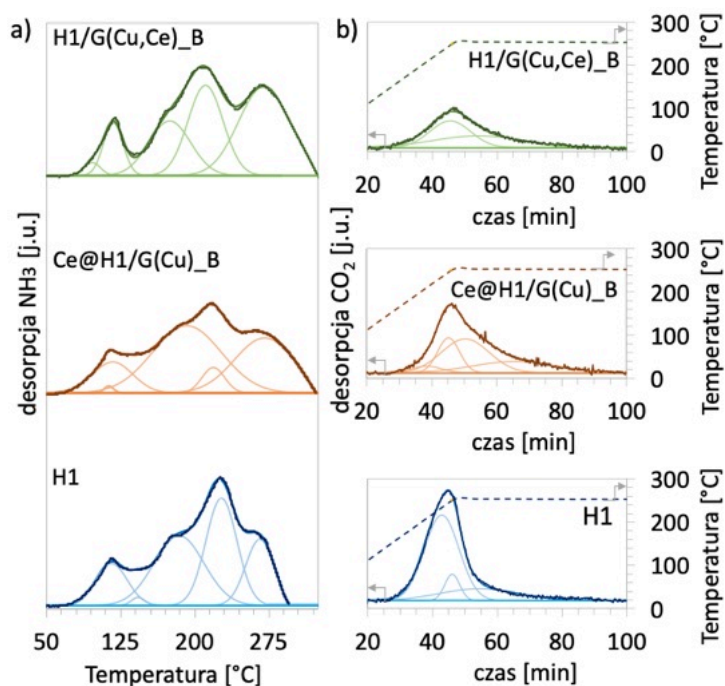 a)
H1/G(Cu,Ce)_B
Ce@H1/G(Cu)_B
H1
desorpcja NH₃ [j.u.]
50 125 200 275
Temperatura [°C]
b)
H1/G(Cu,Ce)_B
300
200
100
0
Temperatura [°C]
20 40 60 80 100
czas [min]
desorpcja CO₂ [j.u.]
Ce@H1/G(Cu)_B
300
200
100
0
Temperatura [°C]
20 40 60 80 100
czas [min]
H1
300
200
100
0
Temperatura [°C]
20 40 60 80 100
czas [min]